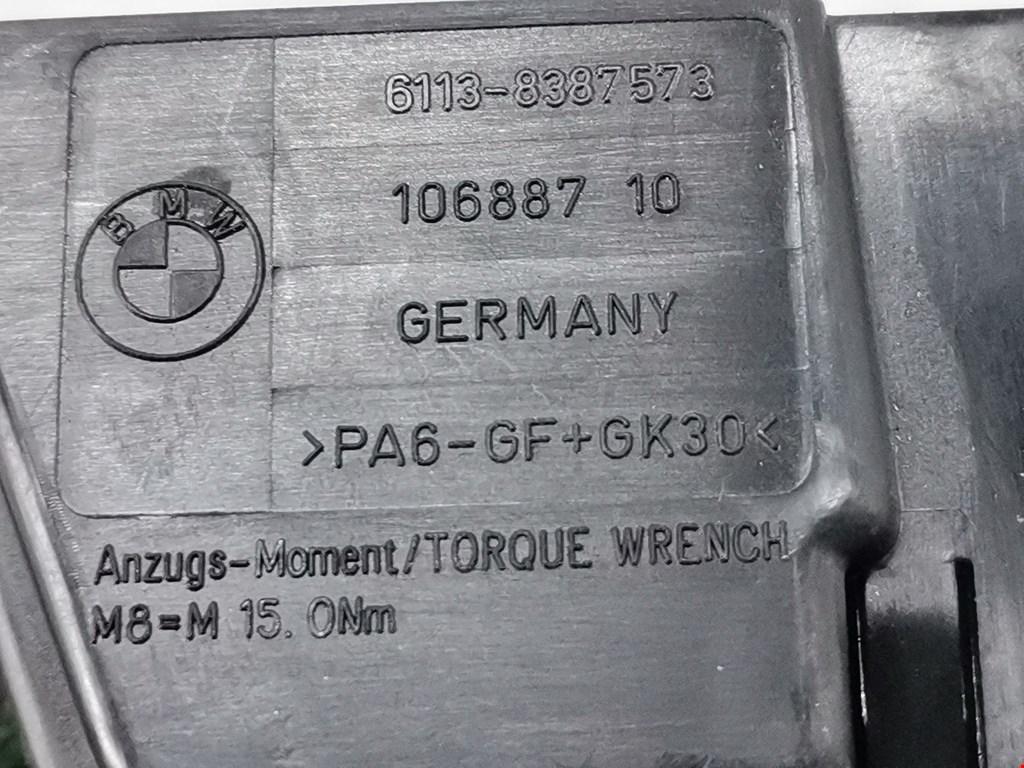 6113-8387573
106887 10
BMW
GERMANY
>PA6-GF+GK30<
Anzugs-Moment/TORQUE WRENCH
M8=M 15. 0Nm